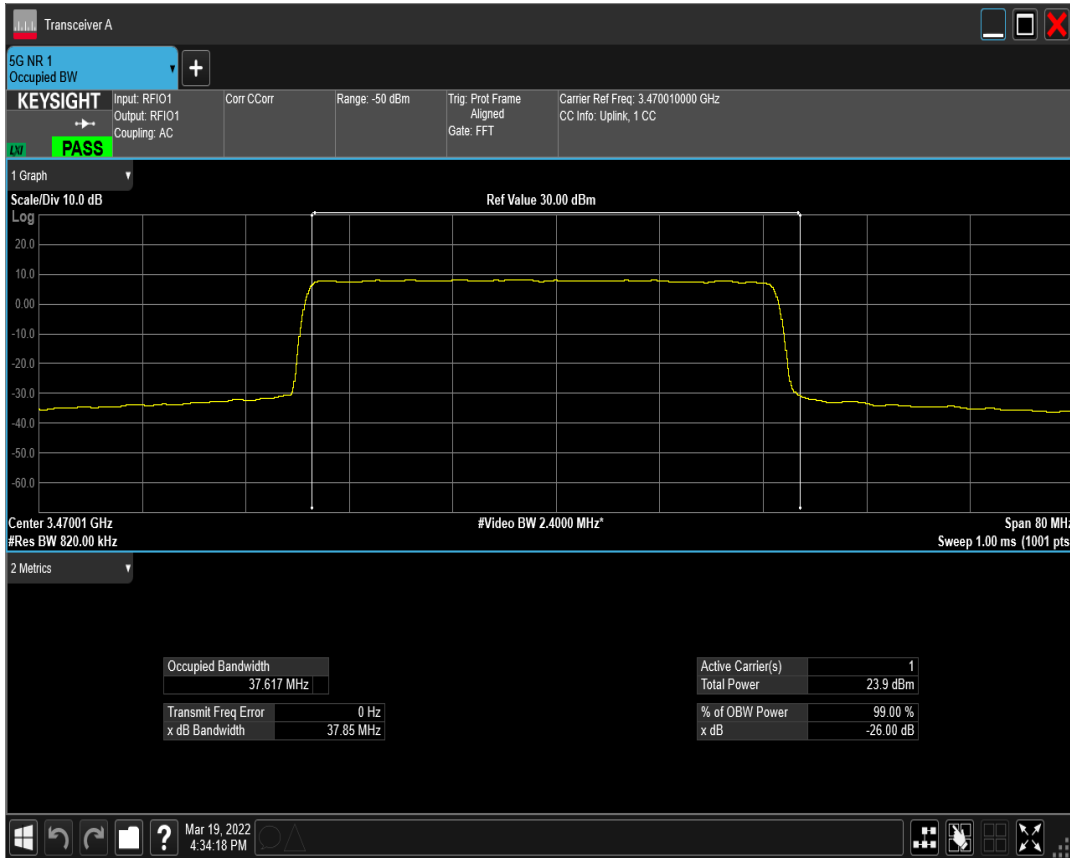 Transceiver A
5G NR 1
Occupied BW
KEYSIGHT
LXI
PASS
Input: RFIO1
Output: RFIO1
Coupling: AC
Corr CCorr
Range: -50 dBm
Trig: Prot Frame
Aligned
Gate: FFT
Carrier Ref Freq: 3.470010000 GHz
CC Info: Uplink, 1 CC
1 Graph
Scale/Div 10.0 dB
Ref Value 30.00 dBm
Log
20.0
10.0
0.00
-10.0
-20.0
-30.0
-40.0
-50.0
-60.0
Center 3.47001 GHz
#Video BW 2.4000 MHz*
Span 80 MHz
#Res BW 820.00 kHz
Sweep 1.00 ms (1001 pts
2 Metrics
Occupied Bandwidth
37.617 MHz
Transmit Freq Error 0 Hz
x dB Bandwidth 37.85 MHz
Active Carrier(s) 1
Total Power 23.9 dBm
% of OBW Power 99.00 %
x dB -26.00 dB
?
Mar 19, 2022
4:34:18 PM